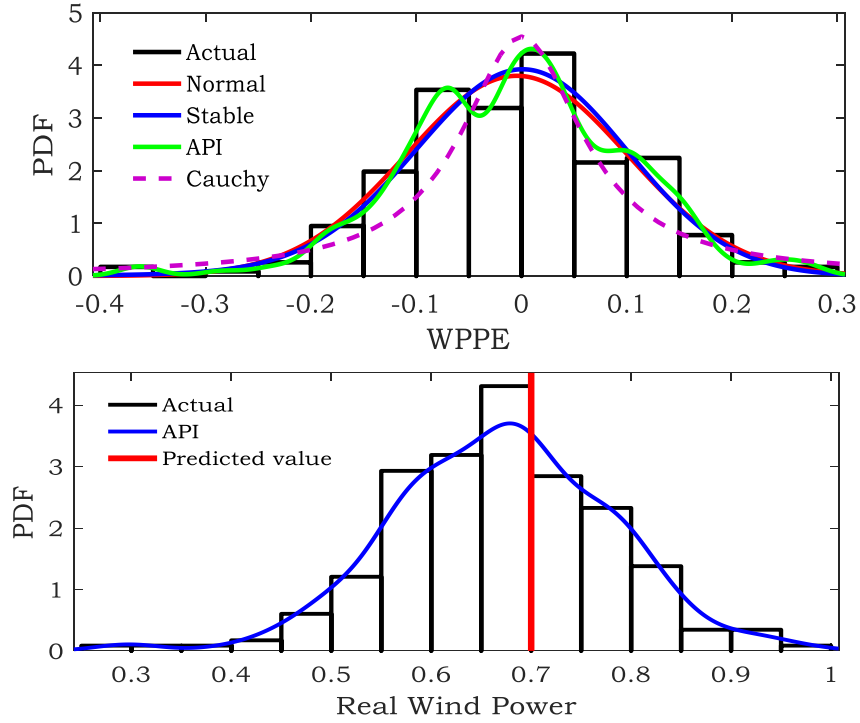 5
4
3
2
1
0
PDF
Actual
Normal
Stable
API
Cauchy
-0.4 -0.3 -0.2 -0.1 0 0.1 0.2 0.3
WPPE
4
3
2
1
0
PDF
Actual
API
Predicted value
0.3 0.4 0.5 0.6 0.7 0.8 0.9 1
Real Wind Power